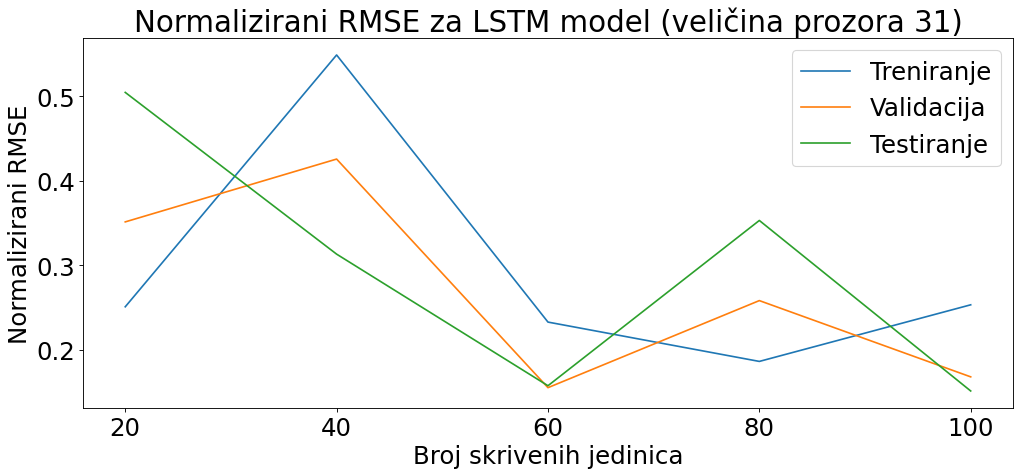 Normalizirani RMSE za LSTM model (veličina prozora 31)
Normalizirani RMSE
0.5
0.4
0.3
0.2
Treniranje
Validacija
Testiranje
20 40 60 80 100
Broj skrivenih jedinica